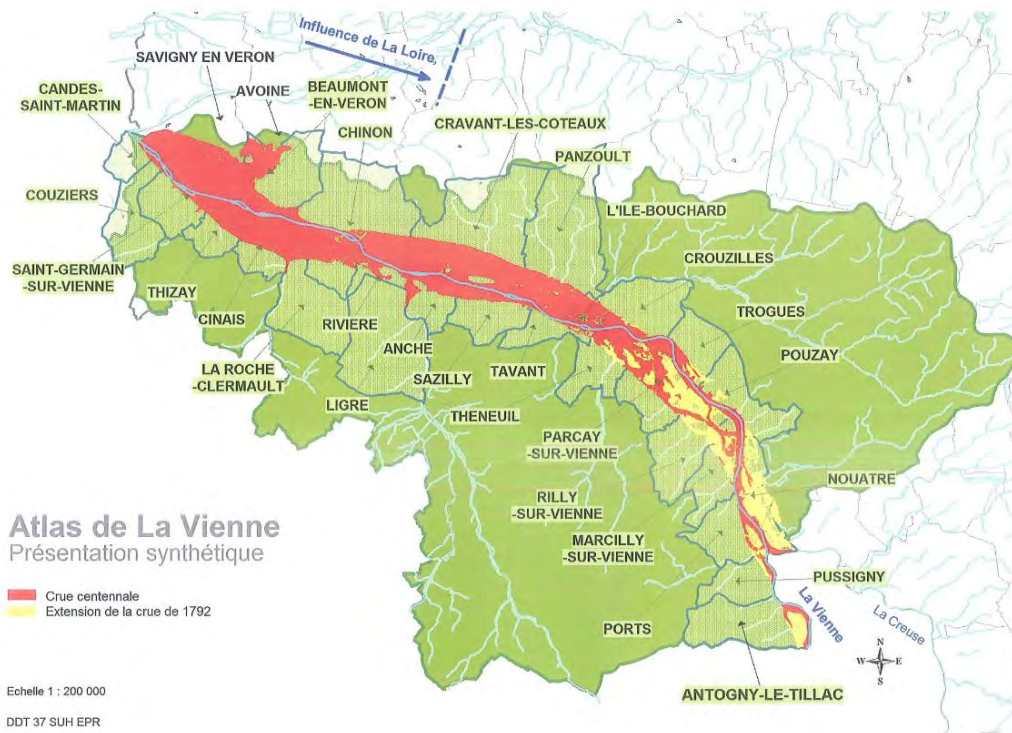 Influence de La Loire,
SAVIGNY EN VERON
AVOINE
BEAUMONT
-EN-VERON
CANDES-
SAINT-MARTIN
CHINON
CRAVANT-LES-COTEAUX
PANZOULT
COUZIERS
L'ILE-BOUCHARD
CROUZILLES
SAINT-GERMAIN
-SUR-VIENNE
THIZAY
CINAIS
RIVIERE
TROGUES
ANCHE
POUZAY
LA ROCHE
-CLERMAULT
SAZILLY
TAVANT
LIGRE
THENEUIL
PARCAY
-SUR-VIENNE
NOUATRE
RILLY
-SUR-VIENNE
MARCILLY
-SUR-VIENNE
PUSSIGNY
La Vienne
La Creuse
PORTS
ANTOGNY-LE-TILLAC
N
W E
S
Atlas de La Vienne
Présentation synthétique
Crue centennale
Extension de la crue de 1792
Echelle 1 : 200 000
DDT 37 SUH EPR